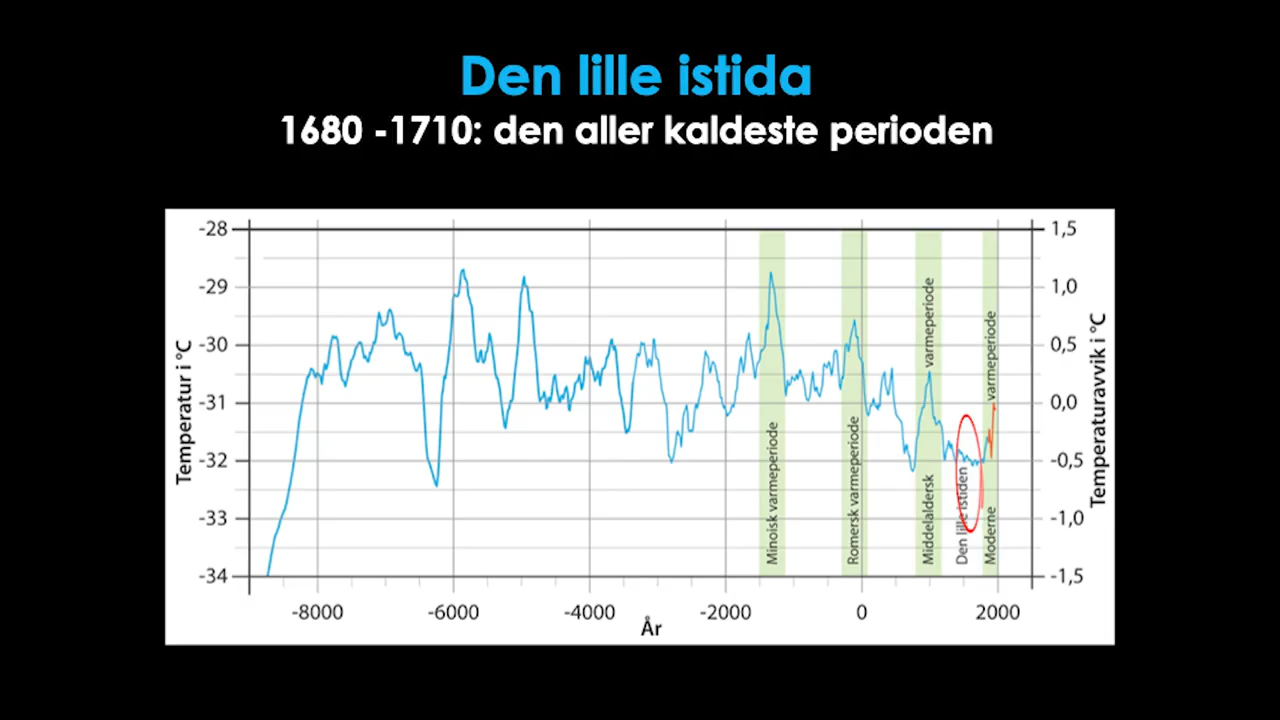 Den lille istida
1680 -1710: den aller kaldeste perioden
-28
-29
-30
-31
-32
-33
-34
Temperatur i °C
1,5
1,0
0,5
0,0
-0,5
-1,0
-1,5
Temperaturavvik i °C
Minoisk varmeperiode
Romersk varmeperiode
Middelaldersk varmeperiode
Den lille istiden
Moderne varmeperiode
-8000
-6000
-4000
-2000
0
2000
År